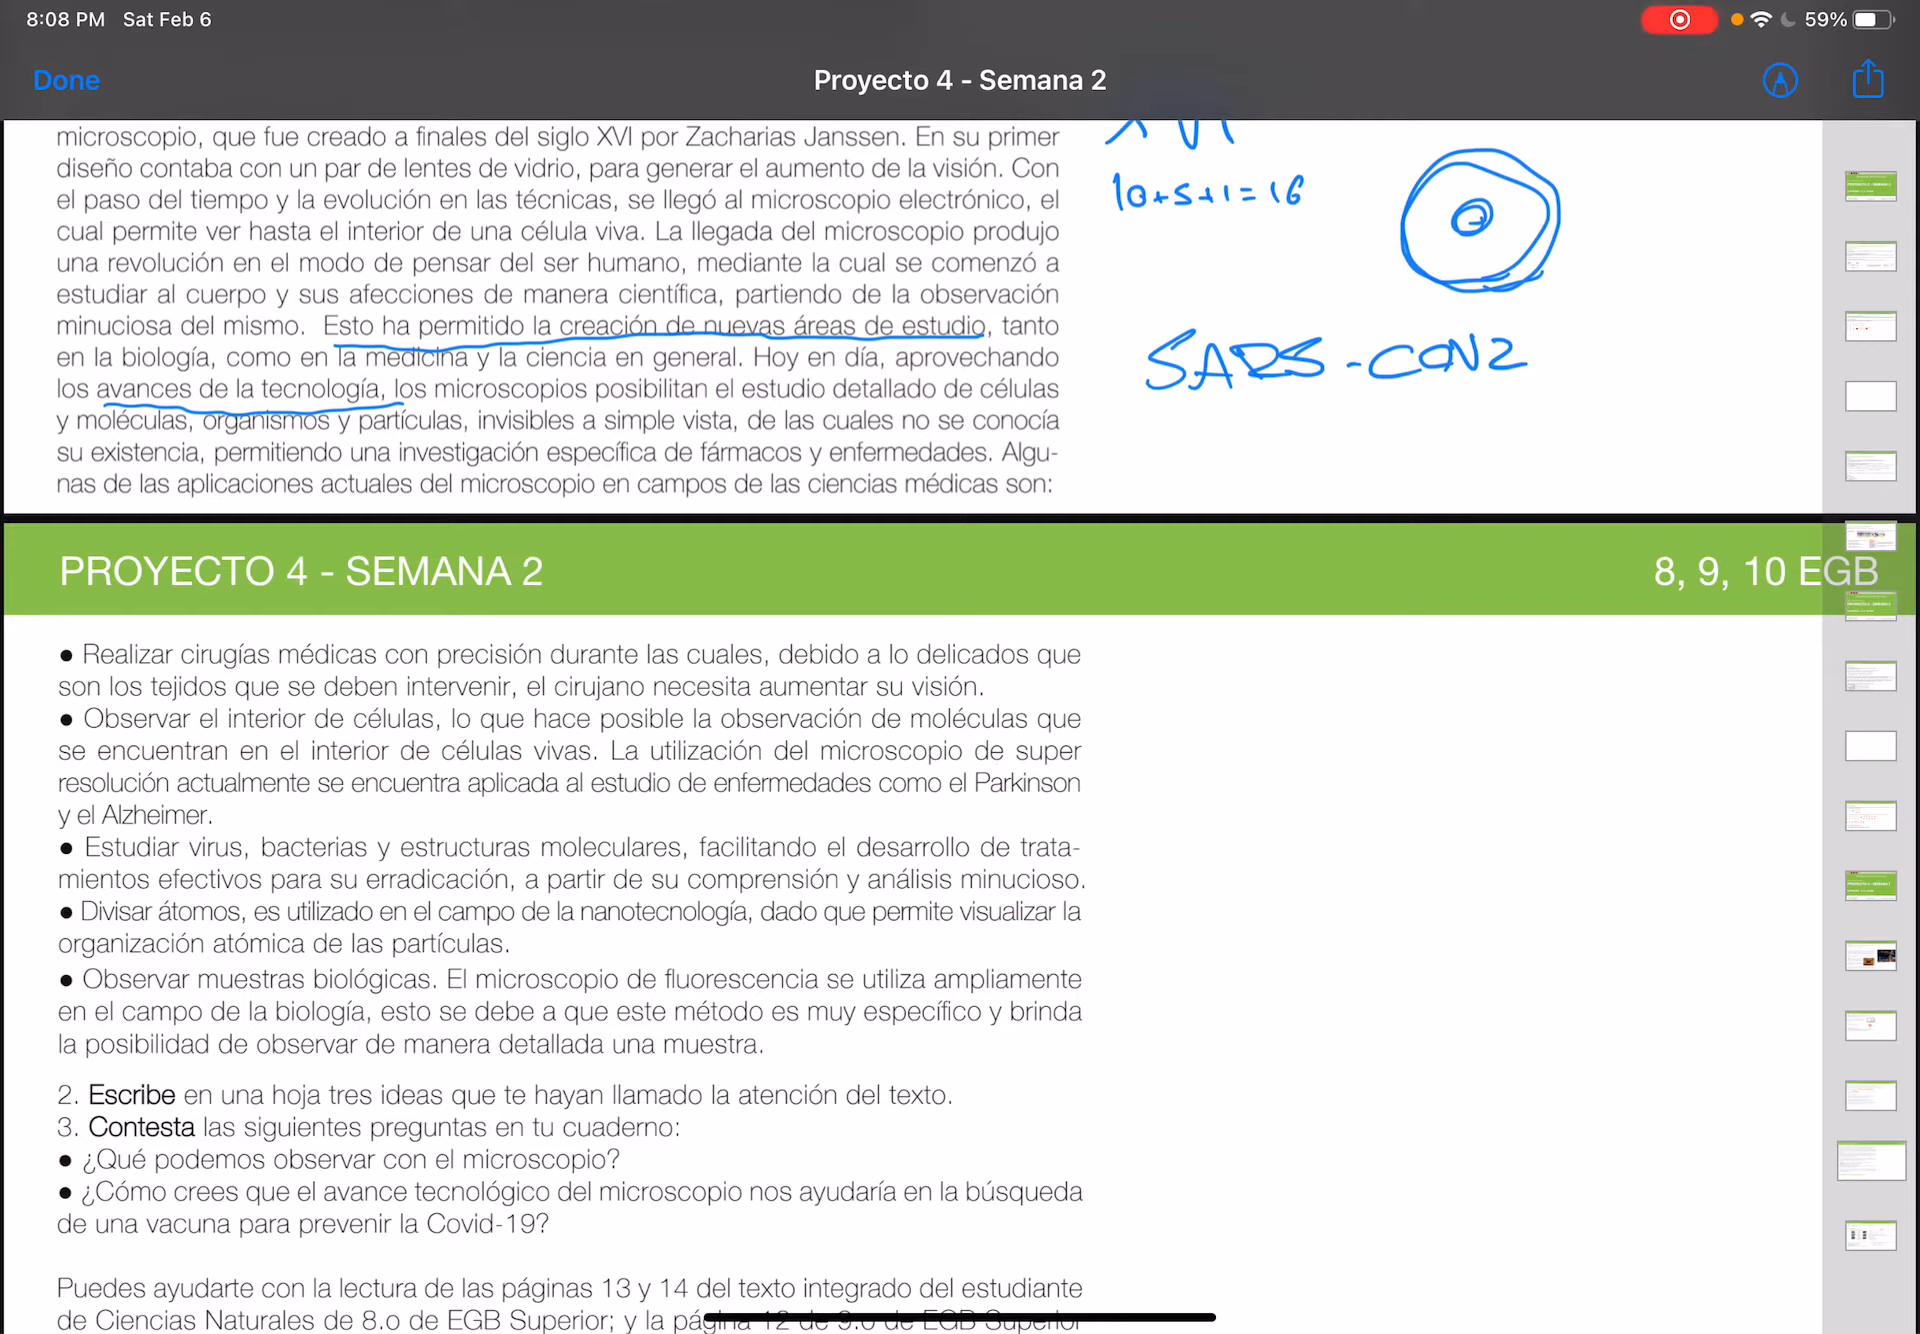 8:08 PM Sat Feb 6
59%
Done
Proyecto 4 - Semana 2
microscopio, que fue creado a finales del siglo XVI por Zacharias Janssen. En su primer
diseño contaba con un par de lentes de vidrio, para generar el aumento de la visión. Con
el paso del tiempo y la evolución en las técnicas, se llegó al microscopio electrónico, el
cual permite ver hasta el interior de una célula viva. La llegada del microscopio produjo
una revolución en el modo de pensar del ser humano, mediante la cual se comenzó a
estudiar al cuerpo y sus afecciones de manera científica, partiendo de la observación
minuciosa del mismo. Esto ha permitido la creación de nuevas áreas de estudio, tanto
en la biología, como en la medicina y la ciencia en general. Hoy en día, aprovechando
los avances de la tecnología, los microscopios posibilitan el estudio detallado de células
y moléculas, organismos y partículas, invisibles a simple vista, de las cuales no se conocía
su existencia, permitiendo una investigación específica de fármacos y enfermedades. Algu-
nas de las aplicaciones actuales del microscopio en campos de las ciencias médicas son:
XVI
10+5+1=16
SARS-COV2
PROYECTO 4 - SEMANA 2
8, 9, 10 EGB
● Realizar cirugías médicas con precisión durante las cuales, debido a lo delicados que
son los tejidos que se deben intervenir, el cirujano necesita aumentar su visión.
● Observar el interior de células, lo que hace posible la observación de moléculas que
se encuentran en el interior de células vivas. La utilización del microscopio de super
resolución actualmente se encuentra aplicada al estudio de enfermedades como el Parkinson
y el Alzheimer.
● Estudiar virus, bacterias y estructuras moleculares, facilitando el desarrollo de trata-
mientos efectivos para su erradicación, a partir de su comprensión y análisis minucioso.
● Divisar átomos, es utilizado en el campo de la nanotecnología, dado que permite visualizar la
organización atómica de las partículas.
● Observar muestras biológicas. El microscopio de fluorescencia se utiliza ampliamente
en el campo de la biología, esto se debe a que este método es muy específico y brinda
la posibilidad de observar de manera detallada una muestra.
2. Escribe en una hoja tres ideas que te hayan llamado la atención del texto.
3. Contesta las siguientes preguntas en tu cuaderno:
● ¿Qué podemos observar con el microscopio?
● ¿Cómo crees que el avance tecnológico del microscopio nos ayudaría en la búsqueda
de una vacuna para prevenir la Covid-19?
Puedes ayudarte con la lectura de las páginas 13 y 14 del texto integrado del estudiante
de Ciencias Naturales de 8.o de EGB Superior; y la página 12 de 9.o de EGB Superior